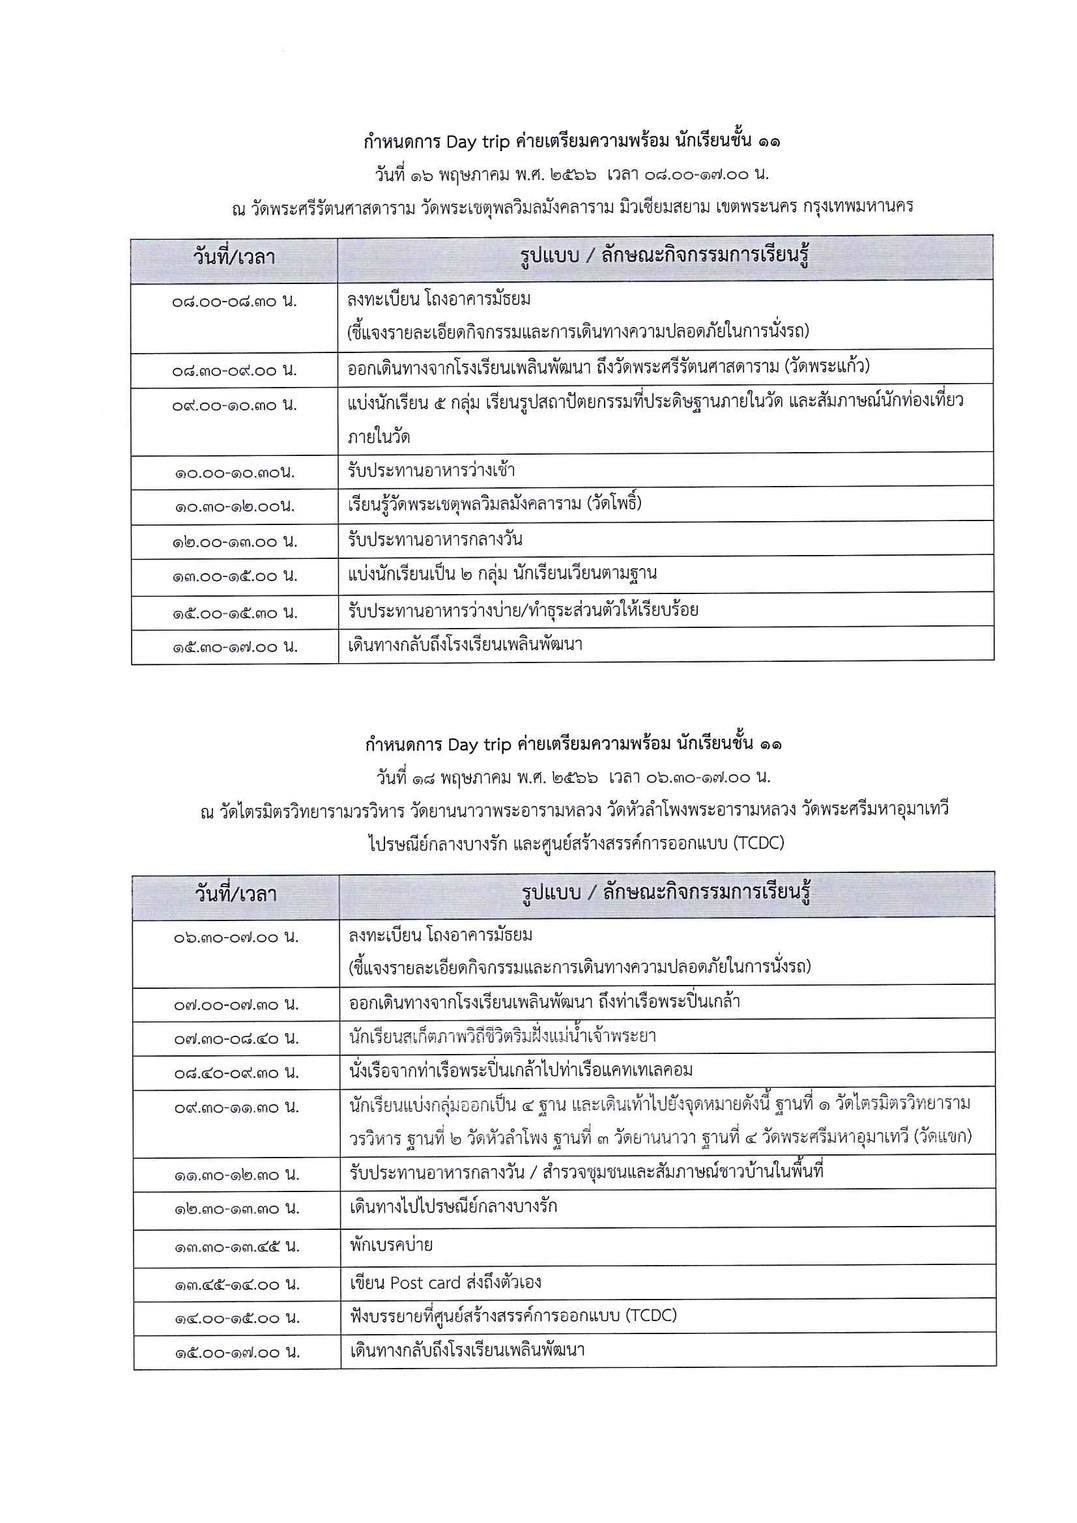 กำหนดการ Day trip ค่ายเตรียมความพร้อม นักเรียนชั้น ๑๑
วันที่ ๑๖ พฤษภาคม พ.ศ. ๒๕๖๖ เวลา ๐๘.๐๐-๑๗.๐๐ น.
ณ วัดพระศรีรัตนศาสดาราม วัดพระเชตุพลวิมลมังคลาราม มิวเซียมสยาม เขตพระนคร กรุงเทพมหานคร
วันที่/เวลา รูปแบบ / ลักษณะกิจกรรมการเรียนรู้
๐๘.๐๐-๐๘.๓๐ น. ลงทะเบียน โถงอาคารมัธยม
(ชี้แจงรายละเอียดกิจกรรมและการเดินทางความปลอดภัยในการนั่งรถ)
๐๘.๓๐-๐๙.๐๐ น. ออกเดินทางจากโรงเรียนเพลินพัฒนา ถึงวัดพระศรีรัตนศาสดาราม (วัดพระแก้ว)
๐๙.๐๐-๑๐.๓๐ น. แบ่งนักเรียน ๕ กลุ่ม เรียนรูปสถาปัตยกรรมที่ประดิษฐานภายในวัด และสัมภาษณ์นักท่องเที่ยว
ภายในวัด
๑๐.๐๐-๑๐.๓๐น. รับประทานอาหารว่างเช้า
๑๐.๓๐-๑๒.๐๐น. เรียนรู้วัดพระเชตุพลวิมลมังคลาราม (วัดโพธิ์)
๑๒.๐๐-๑๓.๐๐ น. รับประทานอาหารกลางวัน
๑๓.๐๐-๑๕.๐๐ น. แบ่งนักเรียนเป็น ๒ กลุ่ม นักเรียนเวียนตามฐาน
๑๕.๐๐-๑๕.๓๐ น. รับประทานอาหารว่างบ่าย/ทำธุระส่วนตัวให้เรียบร้อย
๑๕.๓๐-๑๗.๐๐ น. เดินทางกลับถึงโรงเรียนเพลินพัฒนา
กำหนดการ Day trip ค่ายเตรียมความพร้อม นักเรียนชั้น ๑๑
วันที่ ๑๘ พฤษภาคม พ.ศ. ๒๕๖๖ เวลา ๐๖.๓๐-๑๗.๐๐ น.
ณ วัดไตรมิตรวิทยารามวรวิหาร วัดยานนาวาพระอารามหลวง วัดหัวลำโพงพระอารามหลวง วัดพระศรีมหาอุมาเทวี
ไปรษณีย์กลางบางรัก และศูนย์สร้างสรรค์การออกแบบ (TCDC)
วันที่/เวลา รูปแบบ / ลักษณะกิจกรรมการเรียนรู้
๐๖.๓๐-๐๗.๐๐ น. ลงทะเบียน โถงอาคารมัธยม
(ชี้แจงรายละเอียดกิจกรรมและการเดินทางความปลอดภัยในการนั่งรถ)
๐๗.๐๐-๐๗.๓๐ น. ออกเดินทางจากโรงเรียนเพลินพัฒนา ถึงท่าเรือพระปิ่นเกล้า
๐๗.๓๐-๐๘.๔๐ น. นักเรียนสเก็ตภาพวิถีชีวิตริมฝั่งแม่น้ำเจ้าพระยา
๐๘.๔๐-๐๙.๓๐ น. นั่งเรือจากท่าเรือพระปิ่นเกล้าไปท่าเรือแคทเทเลคอม
๐๙.๓๐-๑๑.๓๐ น. นักเรียนแบ่งกลุ่มออกเป็น ๔ ฐาน และเดินเท้าไปยังจุดหมายดังนี้ ฐานที่ ๑ วัดไตรมิตรวิทยาราม
วรวิหาร ฐานที่ ๒ วัดหัวลำโพง ฐานที่ ๓ วัดยานนาวา ฐานที่ ๔ วัดพระศรีมหาอุมาเทวี (วัดแขก)
๑๑.๓๐-๑๒.๓๐ น. รับประทานอาหารกลางวัน / สำรวจชุมชนและสัมภาษณ์ชาวบ้านในพื้นที่
๑๒.๓๐-๑๓.๓๐ น. เดินทางไปไปรษณีย์กลางบางรัก
๑๓.๓๐-๑๓.๔๕ น. พักเบรคบ่าย
๑๓.๔๕-๑๔.๐๐ น. เขียน Post card ส่งถึงตัวเอง
๑๔.๐๐-๑๕.๐๐ น. ฟังบรรยายที่ศูนย์สร้างสรรค์การออกแบบ (TCDC)
๑๕.๐๐-๑๗.๐๐ น. เดินทางกลับถึงโรงเรียนเพลินพัฒนา